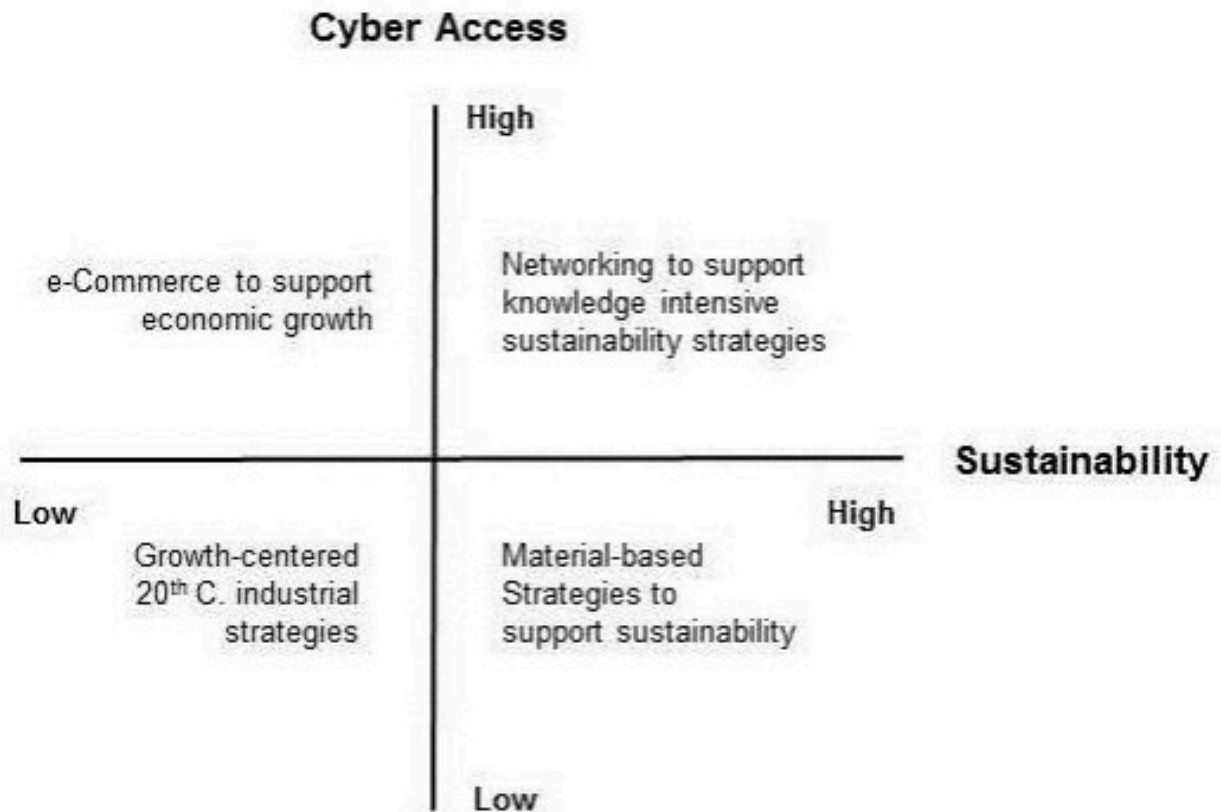 Cyber Access
High
e-Commerce to support
economic growth
Networking to support
knowledge intensive
sustainability strategies
Sustainability
Low
High
Growth-centered
20th C. industrial
strategies
Material-based
Strategies to
support sustainability
Low